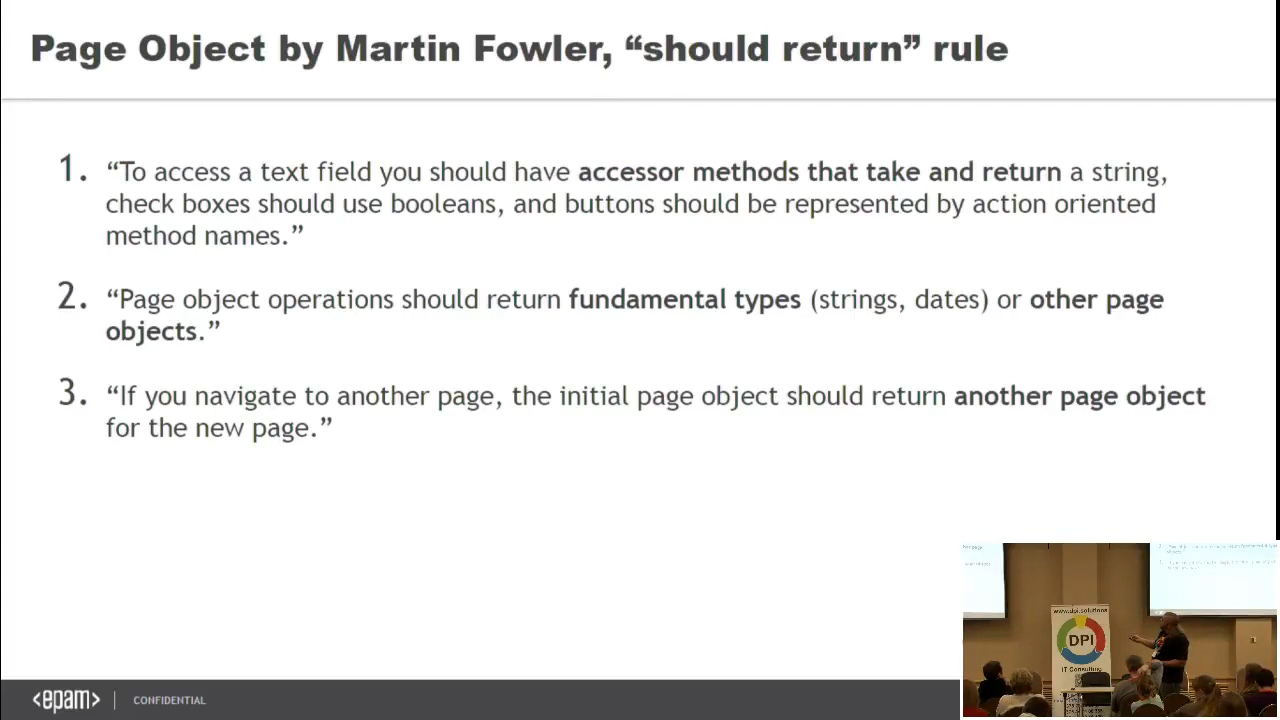 Page Object by Martin Fowler, “should return” rule
1. “To access a text field you should have accessor methods that take and return a string,
check boxes should use booleans, and buttons should be represented by action oriented
method names.”
2. “Page object operations should return fundamental types (strings, dates) or other page
objects.”
3. “If you navigate to another page, the initial page object should return another page object
for the new page.”
<epam> | CONFIDENTIAL
www.dpi.solutions
DPI
IT Consulting